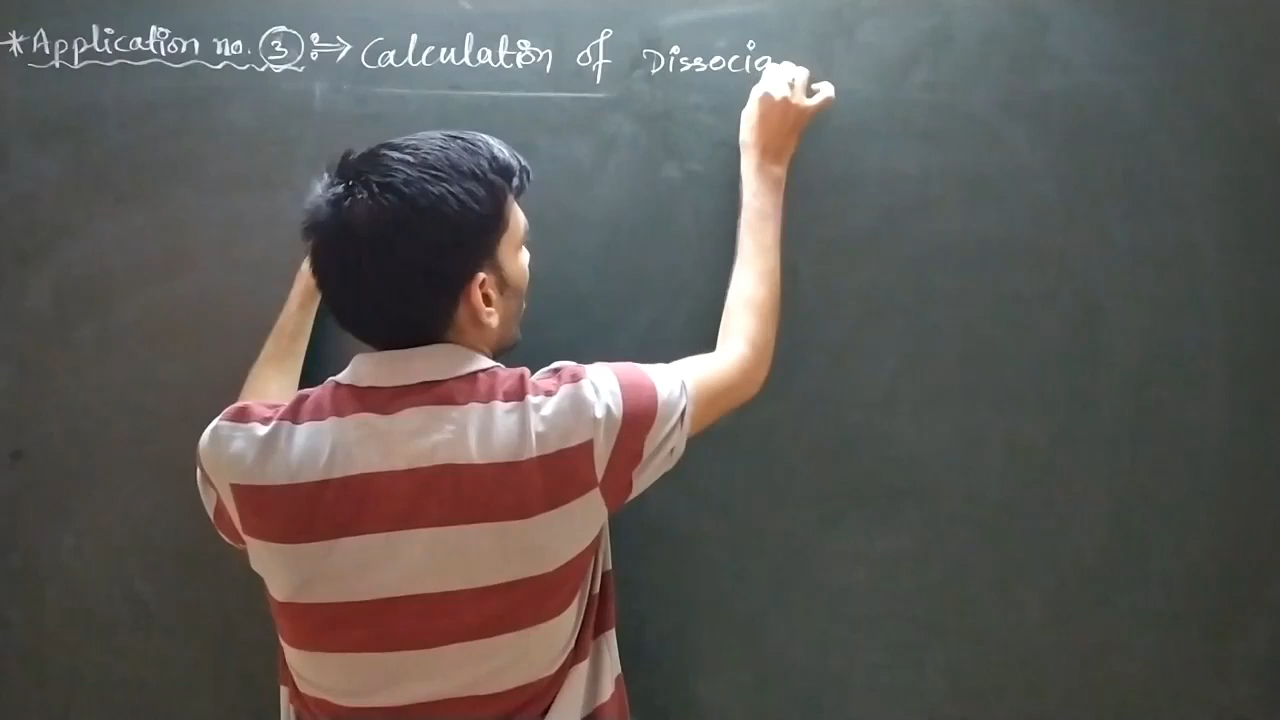 *Application no. 3 :⇒ Calculation of Dissocia